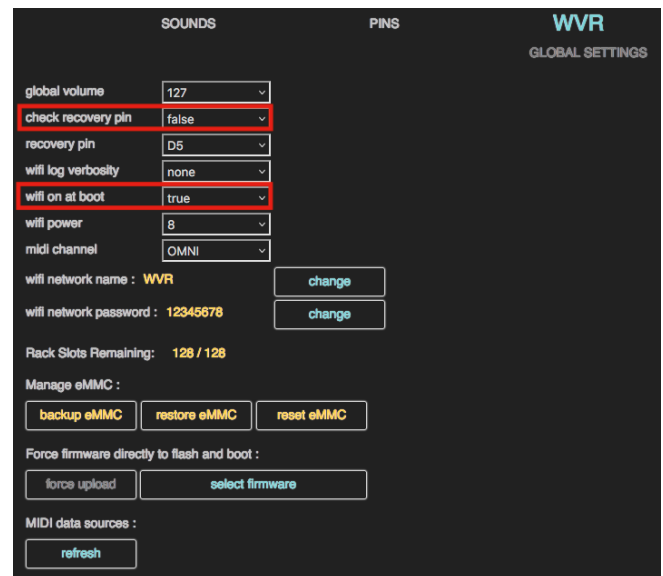 SOUNDS PINS WVR
GLOBAL SETTINGS
global volume 127
check recovery pin false
recovery pin D5
wifi log verbosity none
wifi on at boot true
wifi power 8
midi channel OMNI
wifi network name : WVR change
wifi network password : 12345678 change
Rack Slots Remaining: 128 / 128
Manage eMMC :
backup eMMC restore eMMC reset eMMC
Force firmware directly to flash and boot :
force upload select firmware
MIDI data sources :
refresh